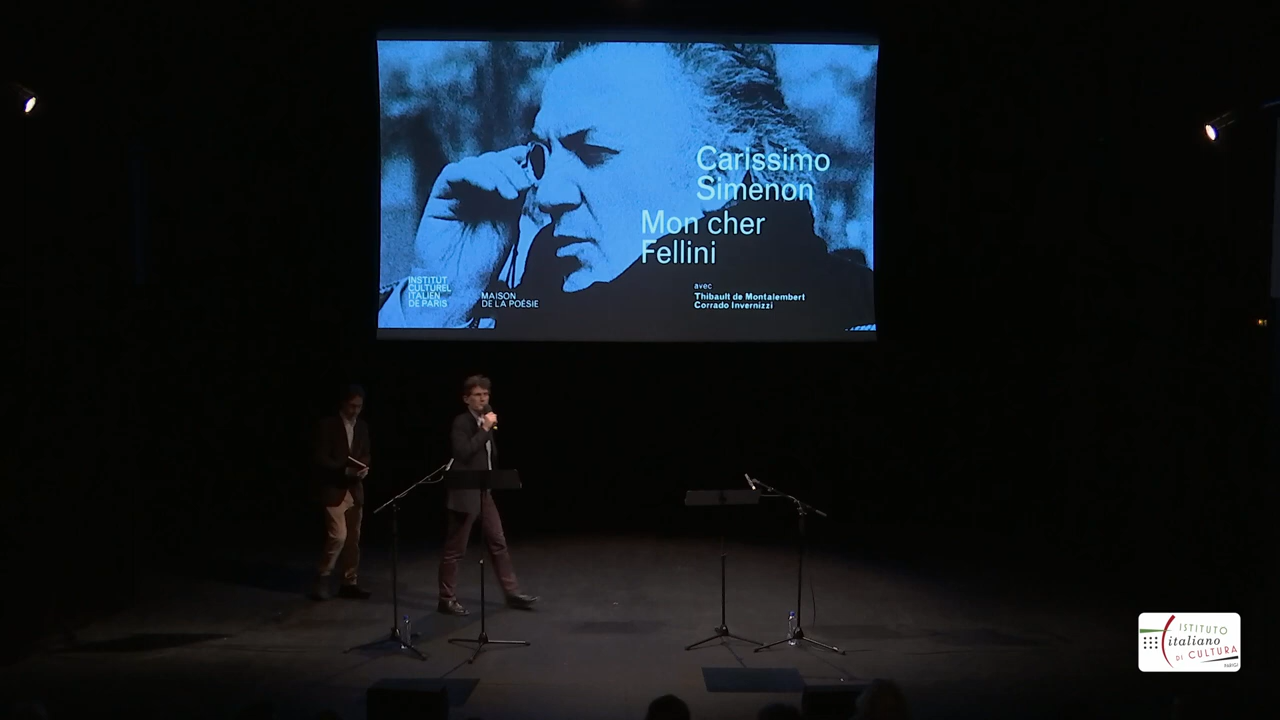 Carissimo
Simenon
Mon cher
Fellini
INSTITUT
CULTUREL
ITALIEN
DE PARIS
MAISON
DE LA POÉSIE
avec
Thibault de Montalembert
Corrado Invernizzi
ISTITUTO
italiano
DI CULTURA
PARIGI